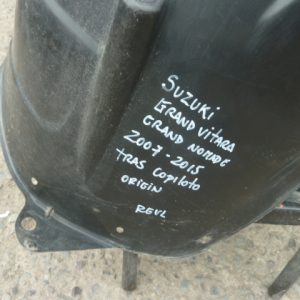 SUZUKI
GRAND VITARA
GRAND NOMADE
2007-2015
TRAS COPILOTO
ORIGIN
REVL